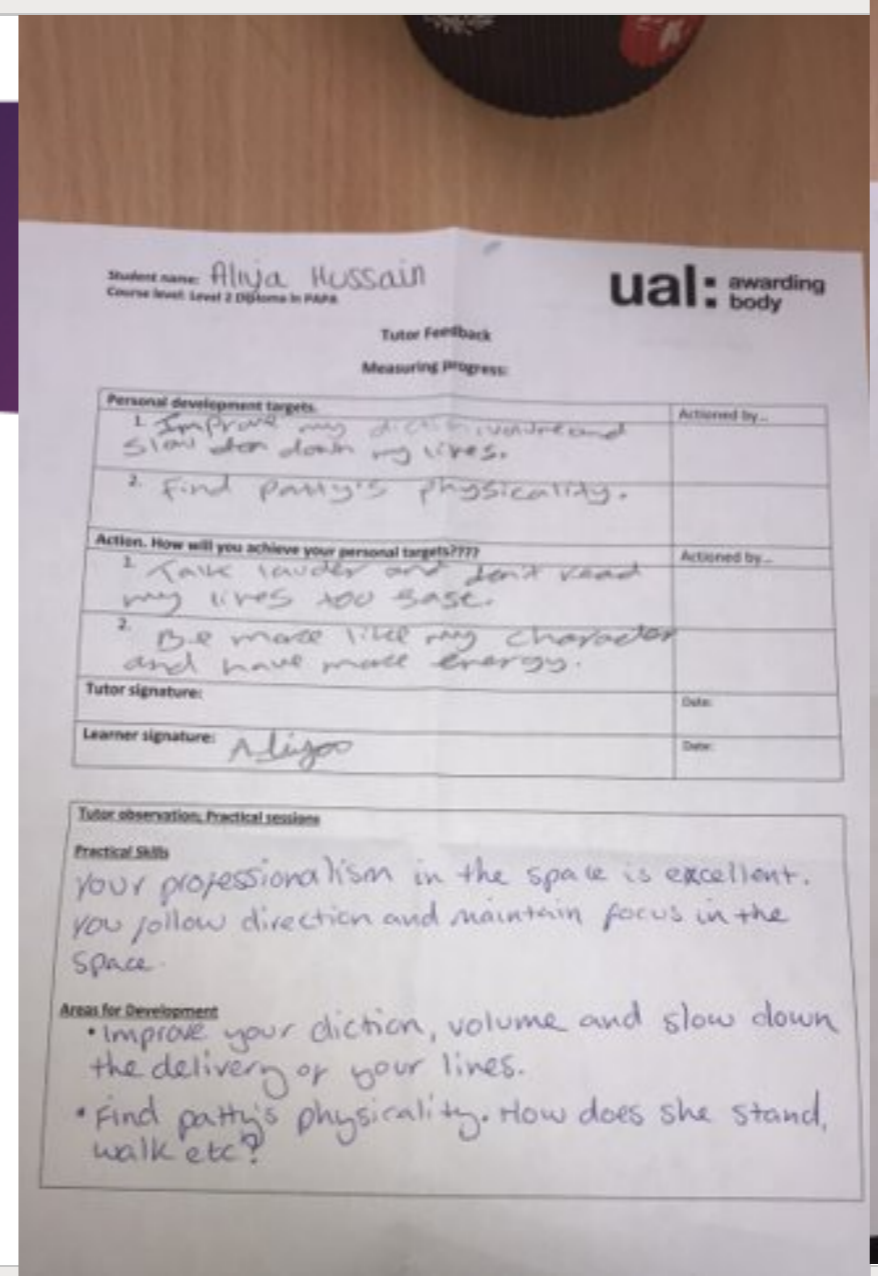 Student name: Aliya Hussain
Course level: Level 2 Diploma in PAPA
ual: awarding body
Tutor Feedback
Measuring Progress:
Personal development targets.
Actioned by...
1. Improve my diction, volume and
slow don down my lines.
2. Find Patty's physicality.
Action. How will you achieve your personal targets????
Actioned by...
1. Talk louder and don't read
my lines too fast.
2. Be more like my character
and have more energy.
Tutor signature:
Date:
Learner signature:
Date:
Tutor observation; Practical sessions
Practical Skills
Your professionalism in the space is excellent.
You follow direction and maintain focus in the
space.
Areas for Development
• Improve your diction, volume and slow down
the delivery of your lines.
• Find patty's physicality. How does she stand,
walk etc?